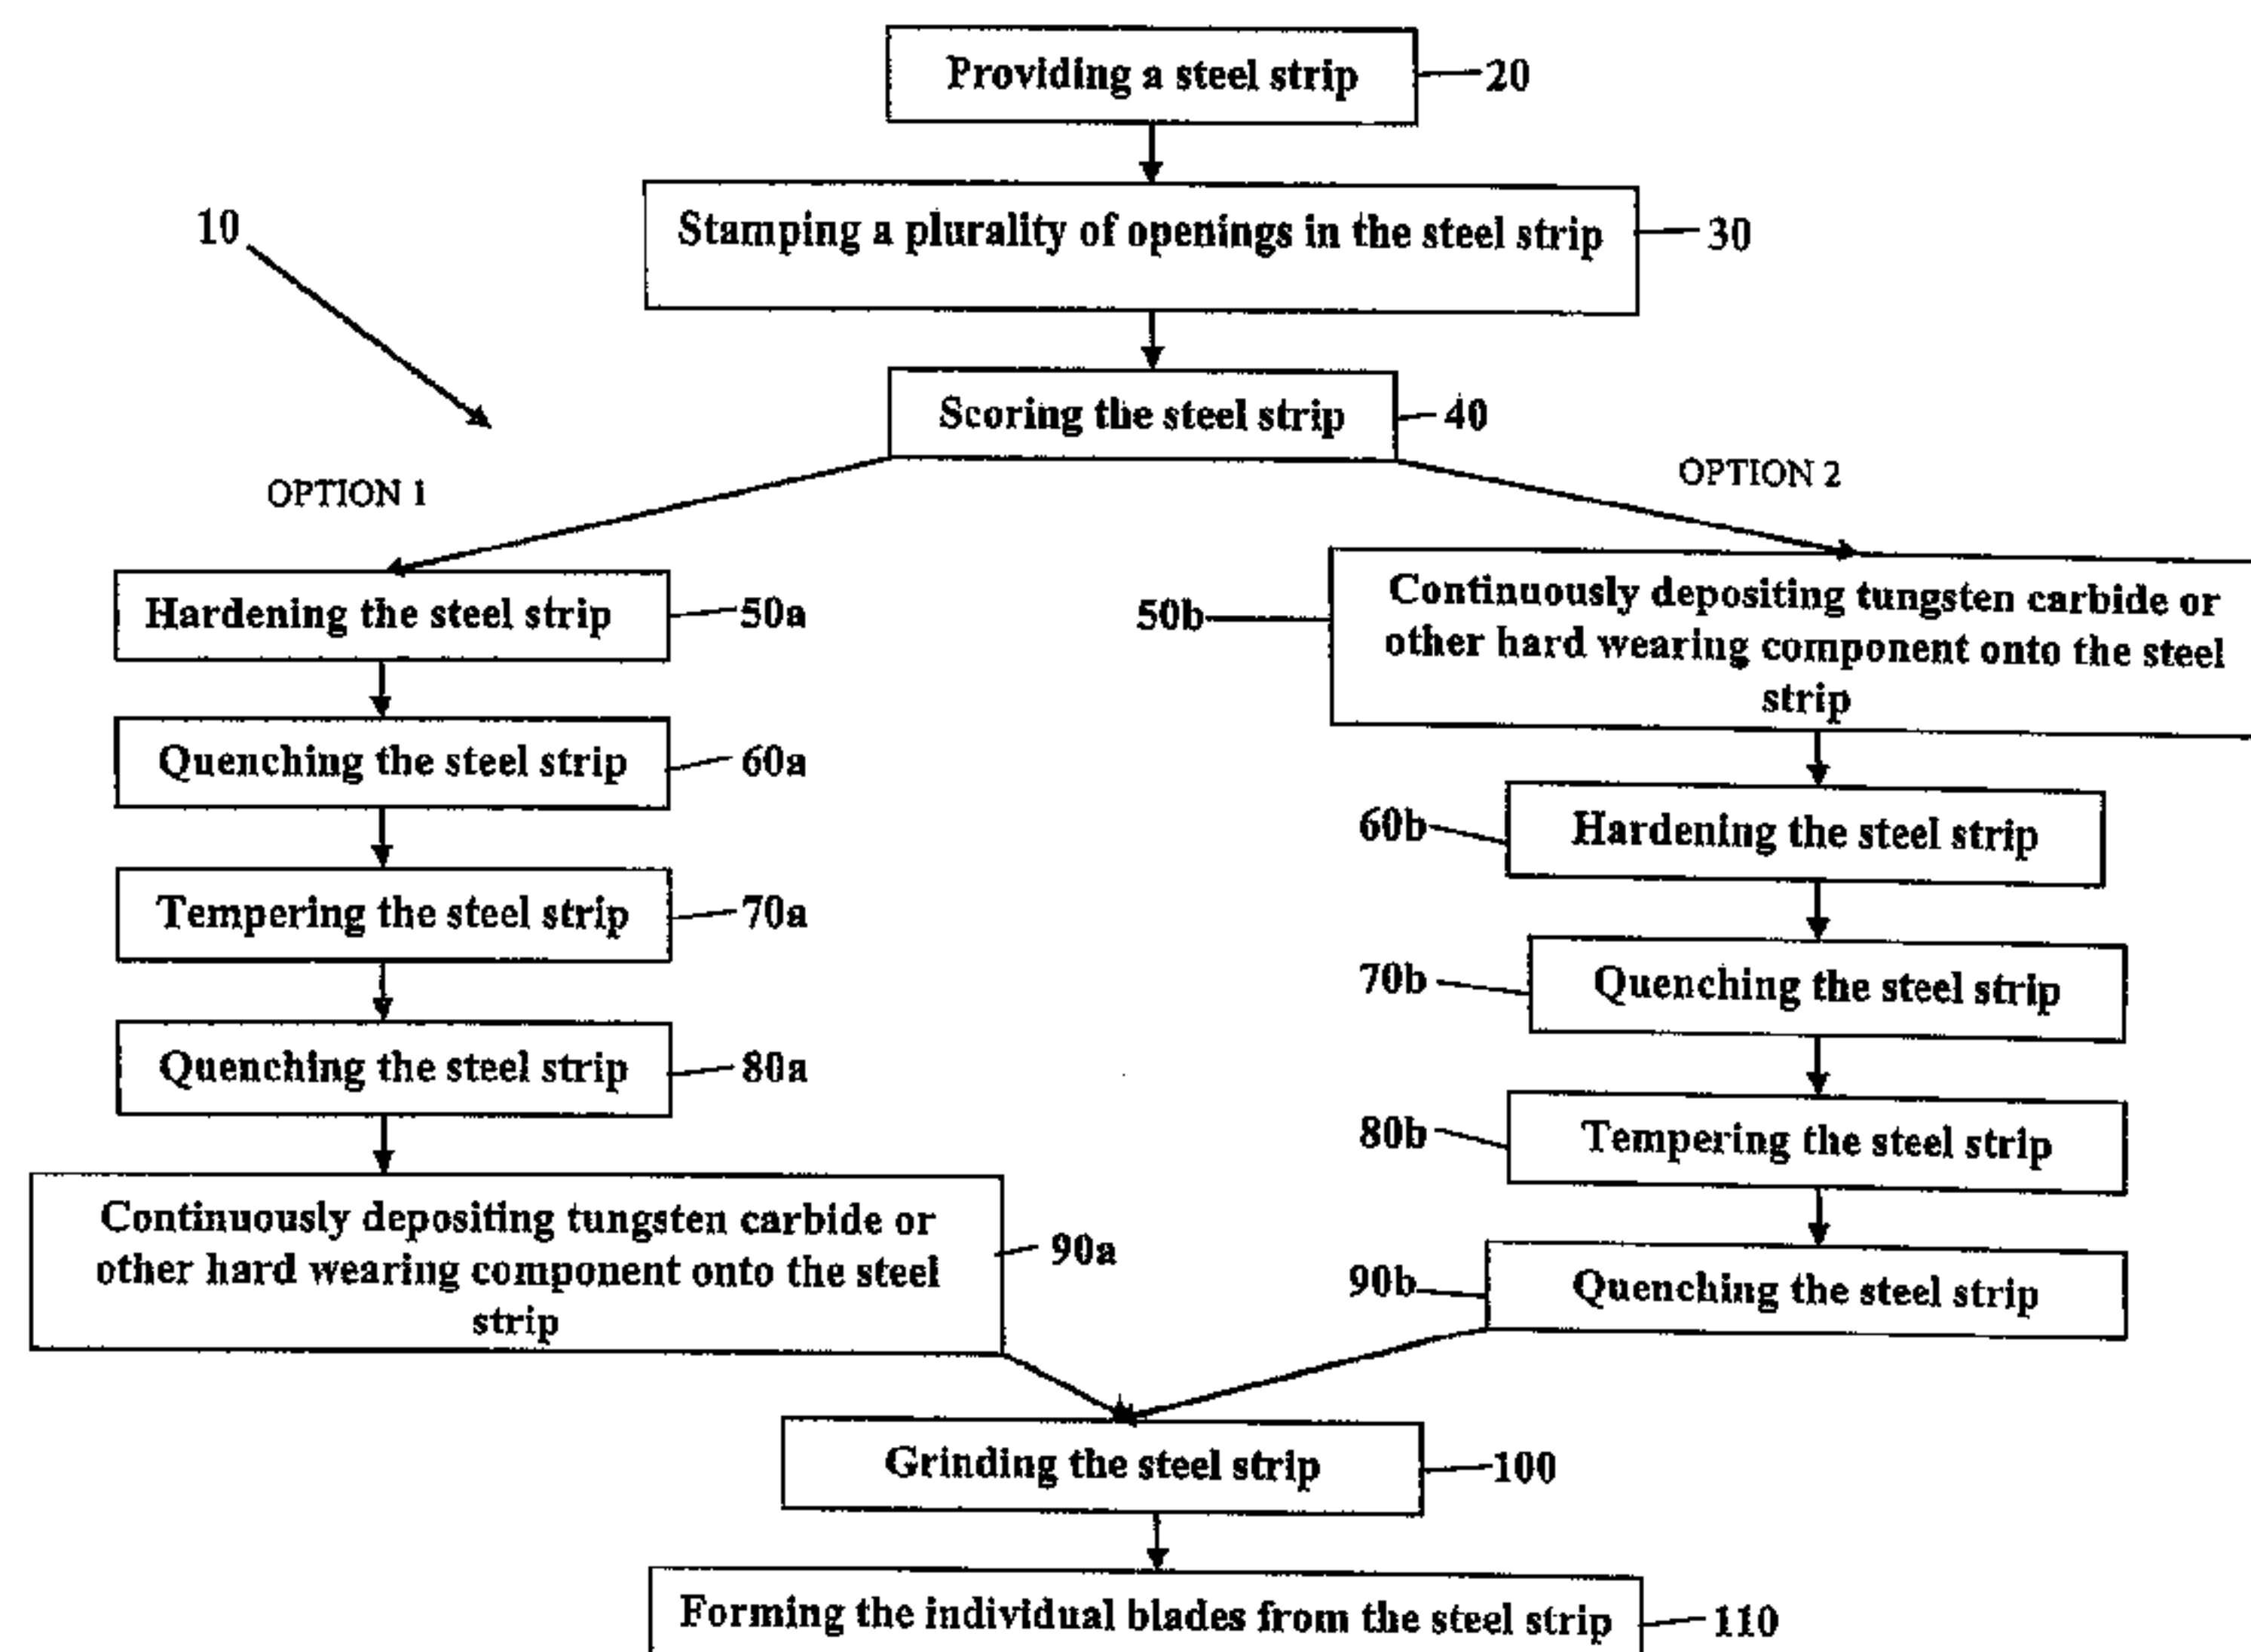 Providing a steel strip
20
Stamping a plurality of openings in the steel strip
30
10
Scoring the steel strip
40
OPTION 1
OPTION 2
Hardening the steel strip
50a
Quenching the steel strip
60a
Tempering the steel strip
70a
Quenching the steel strip
80a
Continuously depositing tungsten carbide or
other hard wearing component onto the steel
strip
90a
50b
Continuously depositing tungsten carbide or
other hard wearing component onto the steel
strip
60b
Hardening the steel strip
70b
Quenching the steel strip
80b
Tempering the steel strip
90b
Quenching the steel strip
Grinding the steel strip
100
Forming the individual blades from the steel strip
110